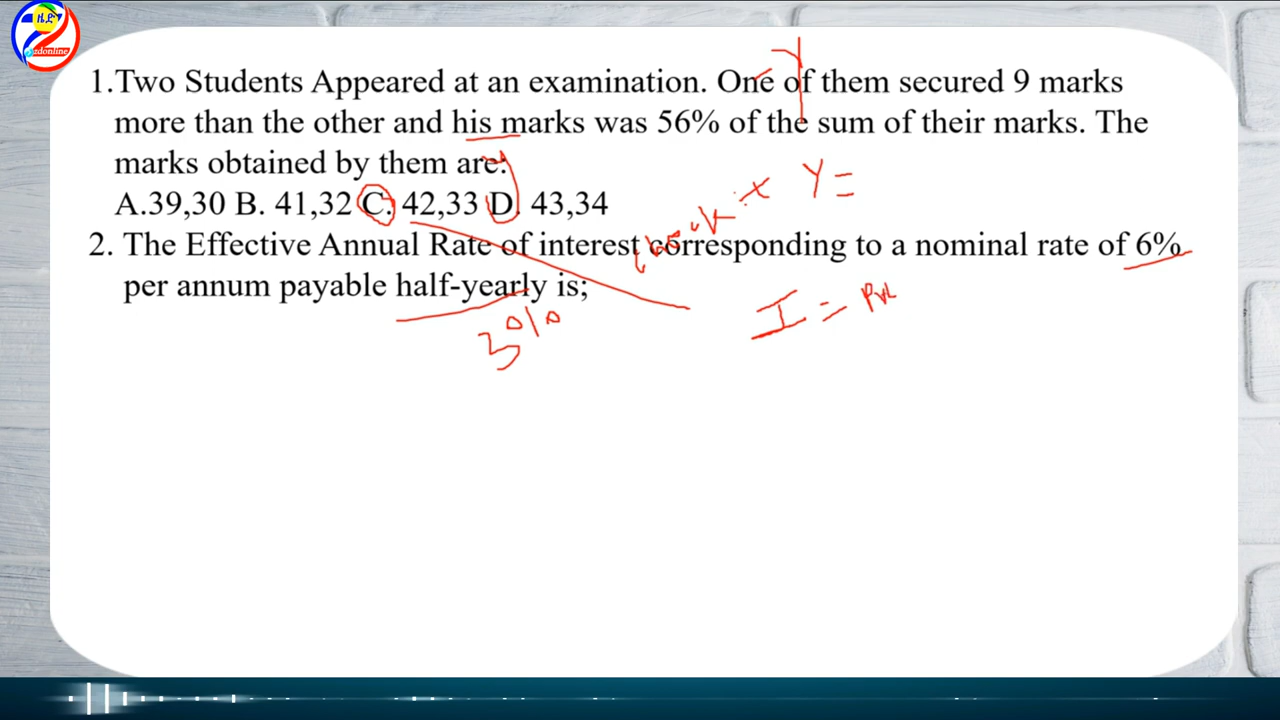 ዜድ
zdonline
1.Two Students Appeared at an examination. One of them secured 9 marks
more than the other and his marks was 56% of the sum of their marks. The
marks obtained by them are:
A.39,30 B. 41,32 C. 42,33 D. 43,34
Y =
2. The Effective Annual Rate of interest corresponding to a nominal rate of 6%
per annum payable half-yearly is;
3%
I =